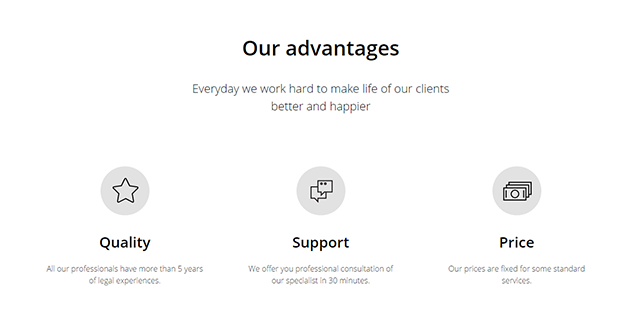 Our advantages
Everyday we work hard to make life of our clients
better and happier
Quality
All our professionals have more than 5 years
of legal experiences.
Support
We offer you professional consultation of
our specialist in 30 minutes.
Price
Our prices are fixed for some standard
services.